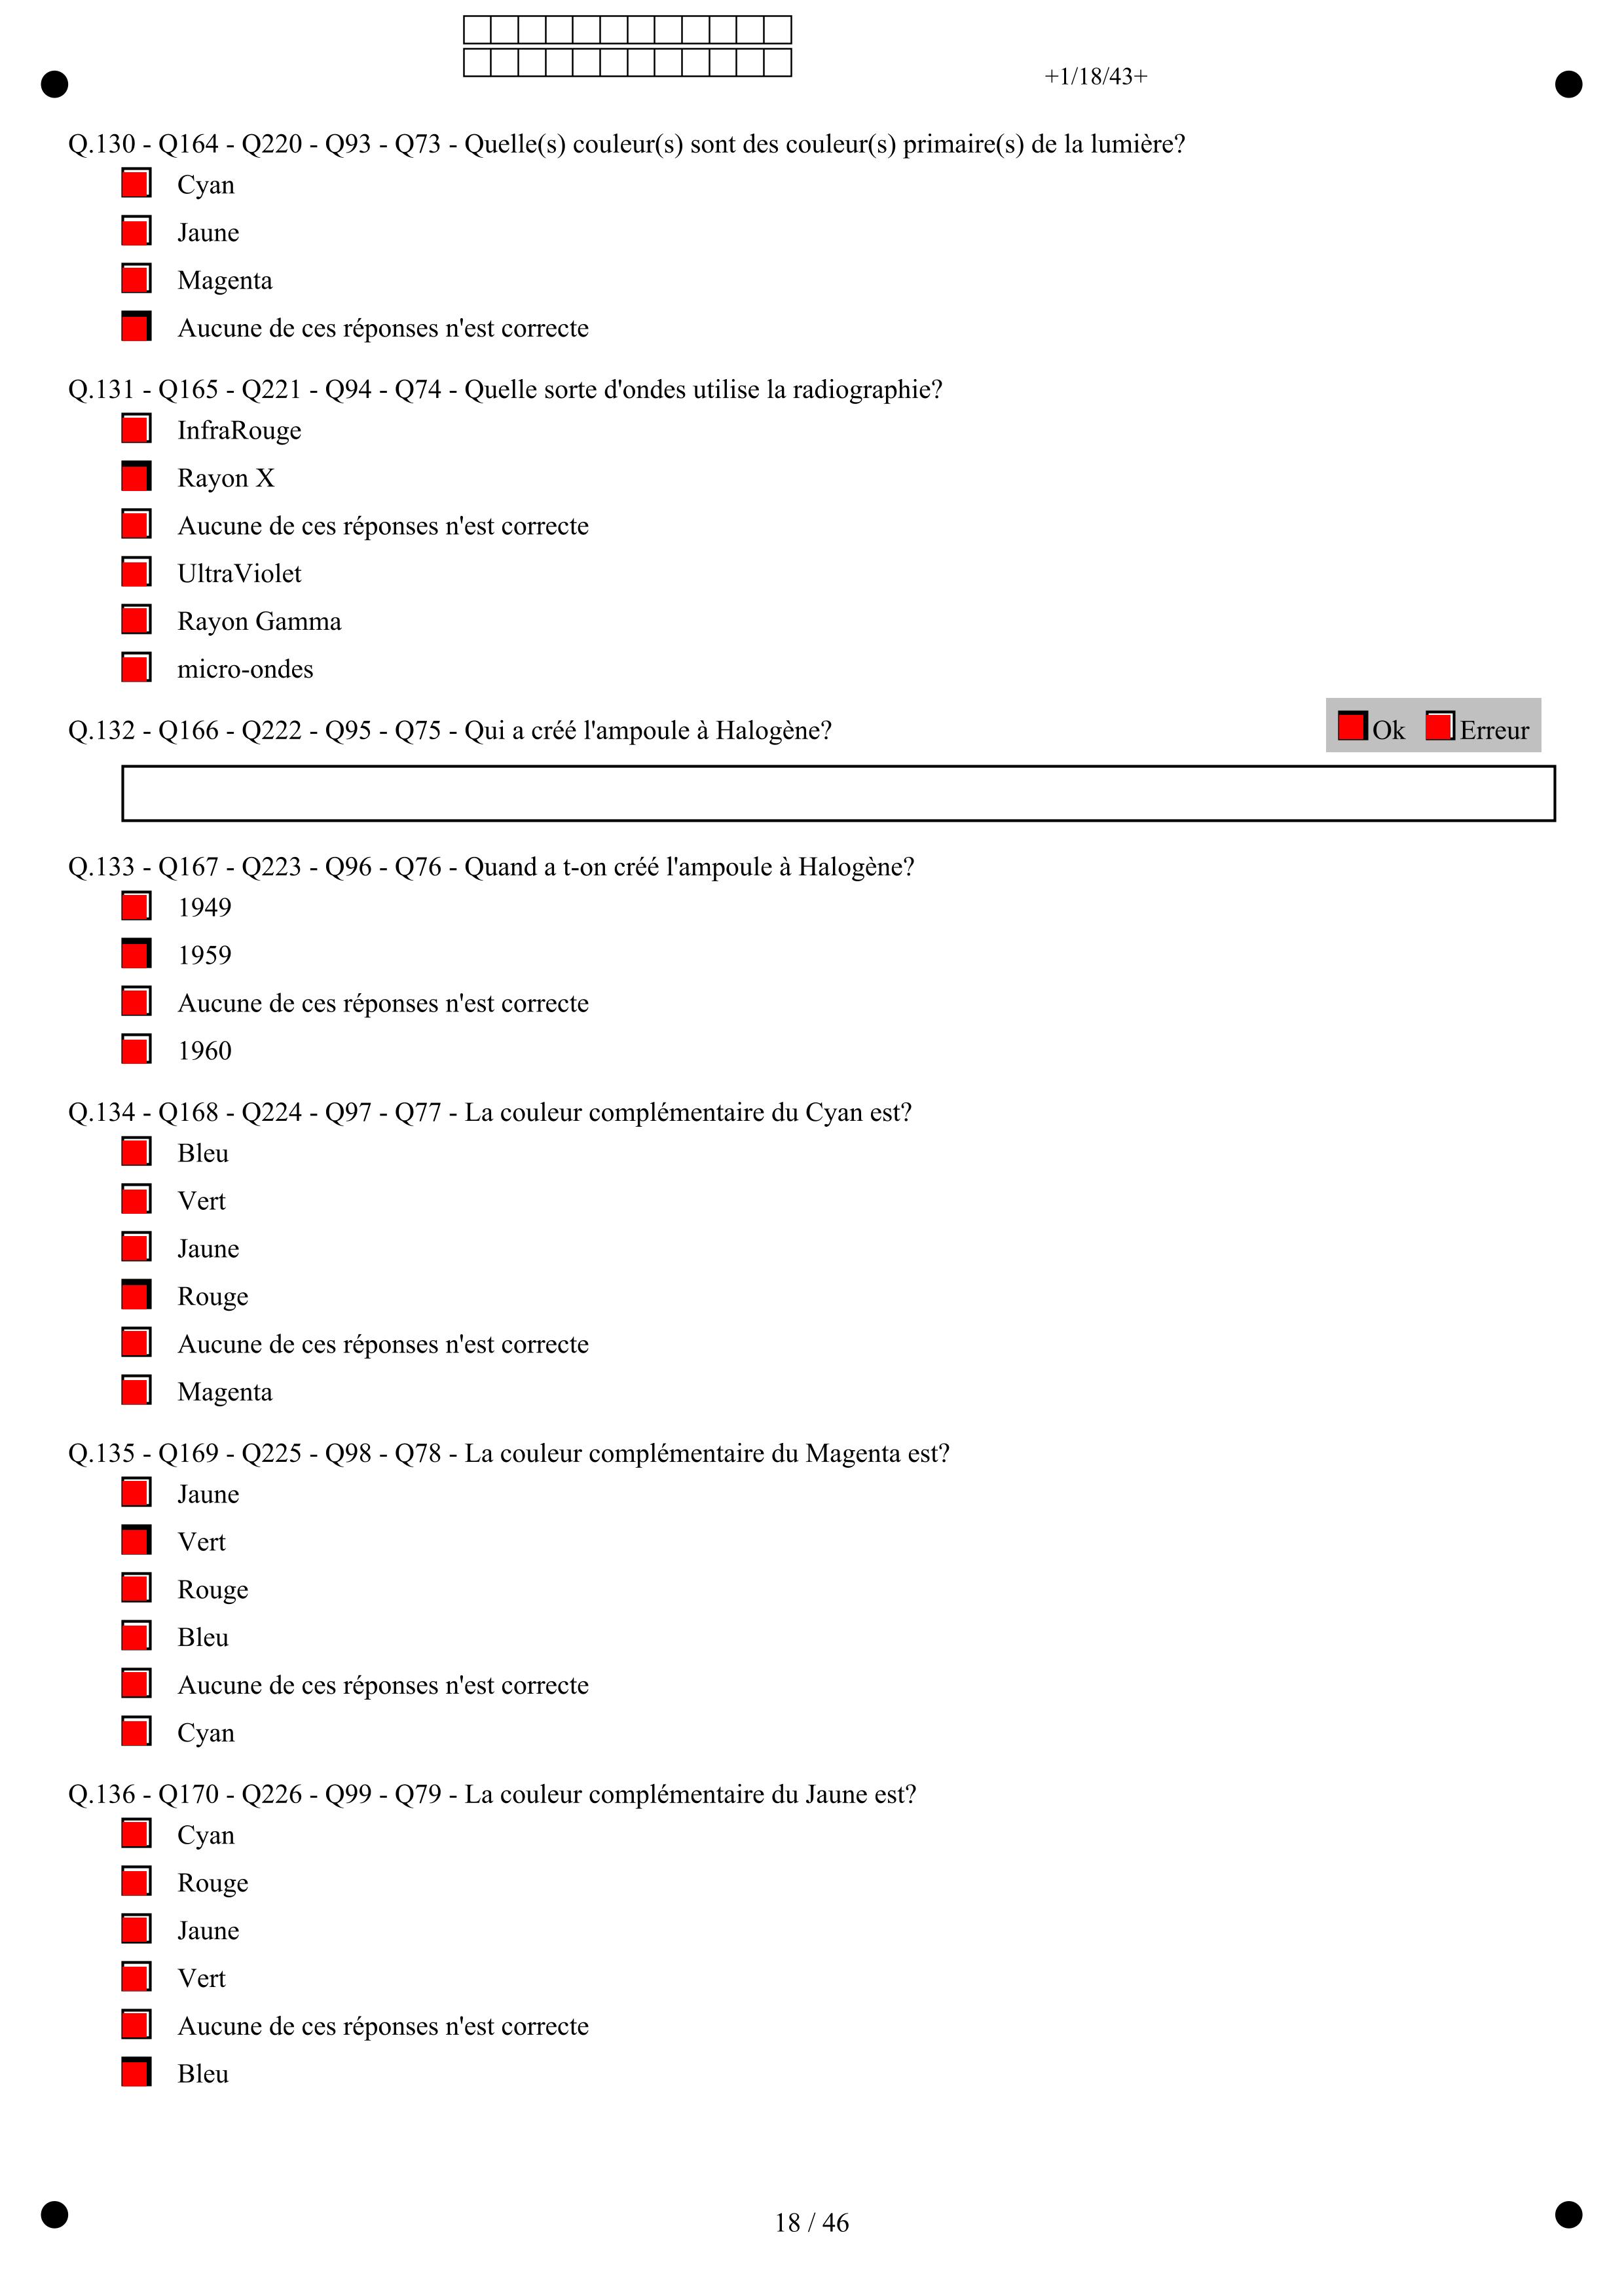 +1/18/43+
Q.130 - Q164 - Q220 - Q93 - Q73 - Quelle(s) couleur(s) sont des couleur(s) primaire(s) de la lumière?
Cyan
Jaune
Magenta
Aucune de ces réponses n'est correcte
Q.131 - Q165 - Q221 - Q94 - Q74 - Quelle sorte d'ondes utilise la radiographie?
InfraRouge
Rayon X
Aucune de ces réponses n'est correcte
UltraViolet
Rayon Gamma
micro-ondes
Q.132 - Q166 - Q222 - Q95 - Q75 - Qui a créé l'ampoule à Halogène?
Ok Erreur
Q.133 - Q167 - Q223 - Q96 - Q76 - Quand a t-on créé l'ampoule à Halogène?
1949
1959
Aucune de ces réponses n'est correcte
1960
Q.134 - Q168 - Q224 - Q97 - Q77 - La couleur complémentaire du Cyan est?
Bleu
Vert
Jaune
Rouge
Aucune de ces réponses n'est correcte
Magenta
Q.135 - Q169 - Q225 - Q98 - Q78 - La couleur complémentaire du Magenta est?
Jaune
Vert
Rouge
Bleu
Aucune de ces réponses n'est correcte
Cyan
Q.136 - Q170 - Q226 - Q99 - Q79 - La couleur complémentaire du Jaune est?
Cyan
Rouge
Jaune
Vert
Aucune de ces réponses n'est correcte
Bleu
18 / 46